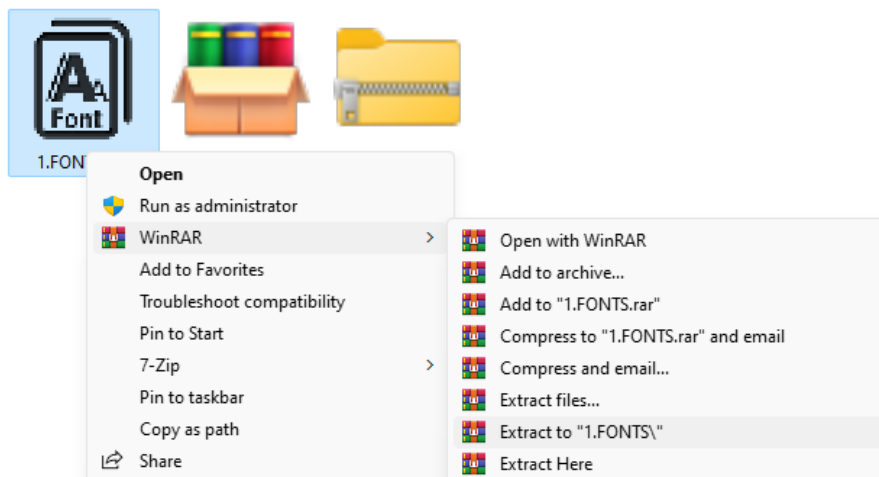 A A
Font
1.FON
Open
Run as administrator
WinRAR
Add to Favorites
Troubleshoot compatibility
Pin to Start
7-Zip
Pin to taskbar
Copy as path
Share
Open with WinRAR
Add to archive...
Add to "1.FONTS.rar"
Compress to "1.FONTS.rar" and email
Compress and email...
Extract files...
Extract to "1.FONTS\"
Extract Here